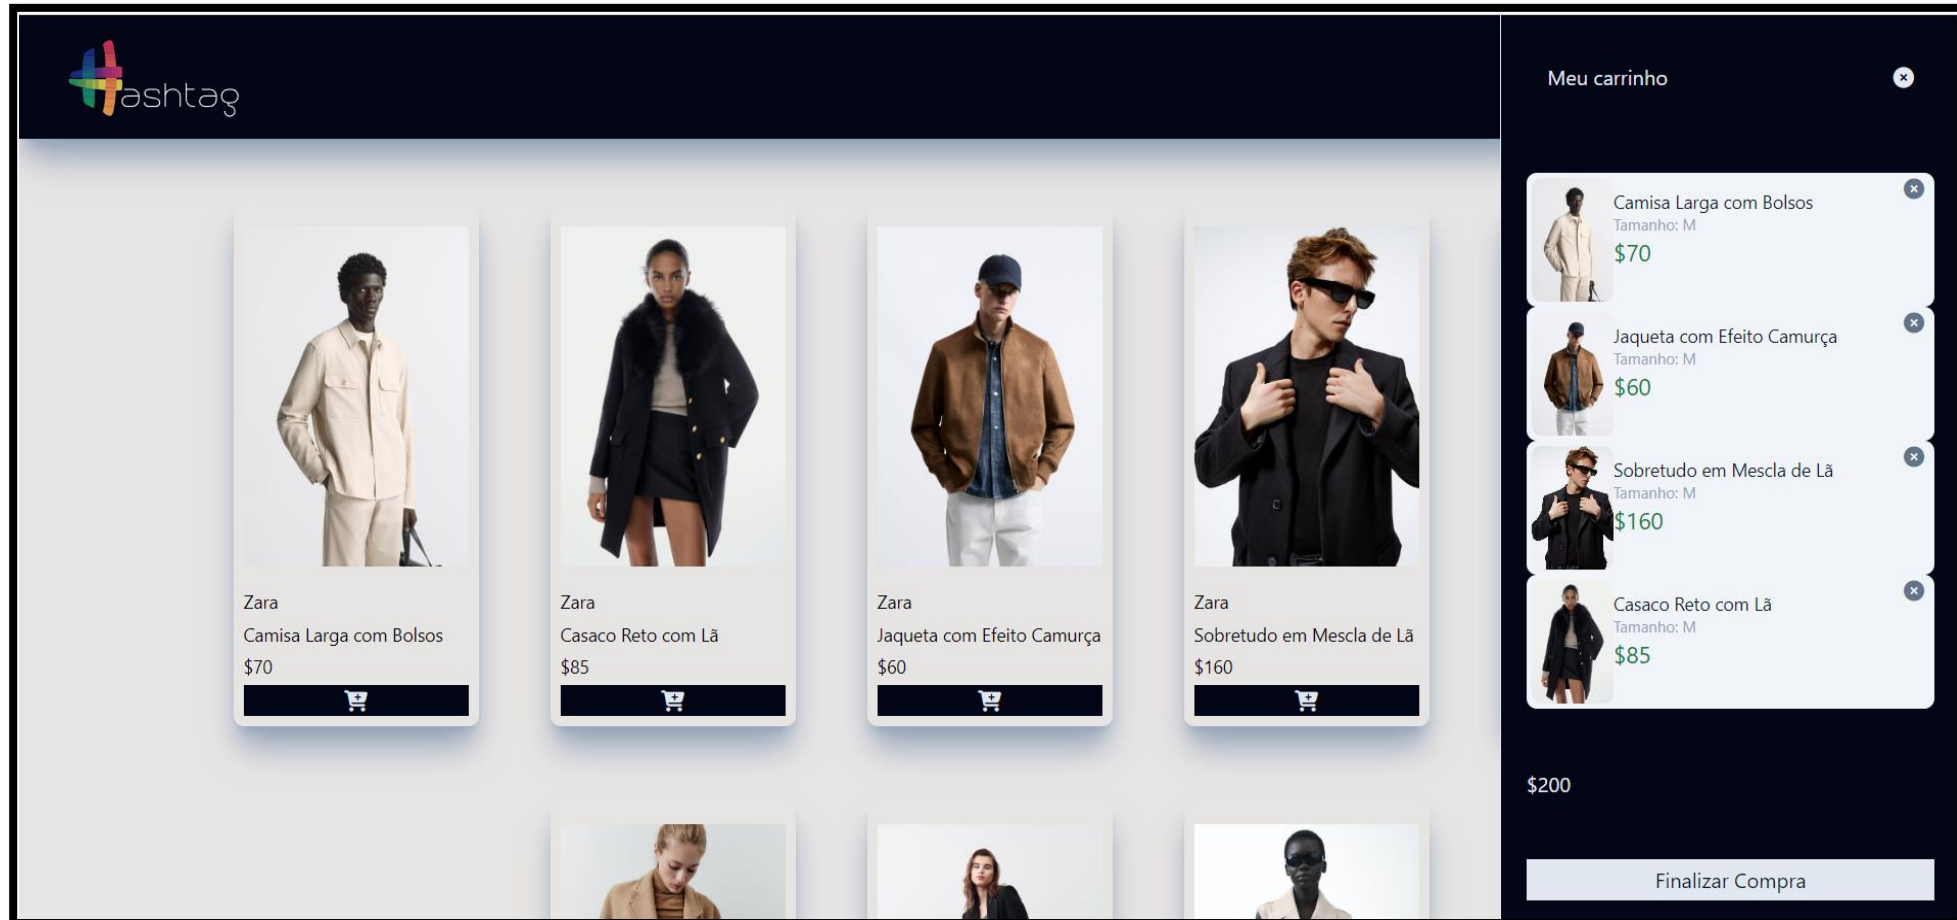 Hashtag
Meu carrinho
Camisa Larga com Bolsos
Tamanho: M
$70
Jaqueta com Efeito Camurça
Tamanho: M
$60
Sobretudo em Mescla de Lã
Tamanho: M
$160
Casaco Reto com Lã
Tamanho: M
$85
$200
Finalizar Compra
Zara
Camisa Larga com Bolsos
$70
Zara
Casaco Reto com Lã
$85
Zara
Jaqueta com Efeito Camurça
$60
Zara
Sobretudo em Mescla de Lã
$160